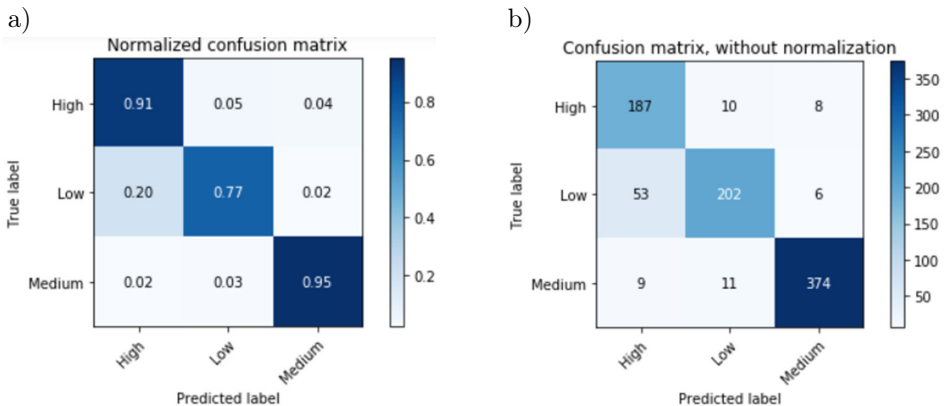 a)
Normalized confusion matrix
True label
High
0.91 0.05 0.04
Low
0.20 0.77 0.02
Medium
0.02 0.03 0.95
High Low Medium
Predicted label
0.8
0.6
0.4
0.2
b)
Confusion matrix, without normalization
True label
High
187 10 8
Low
53 202 6
Medium
9 11 374
High Low Medium
Predicted label
350
300
250
200
150
100
50